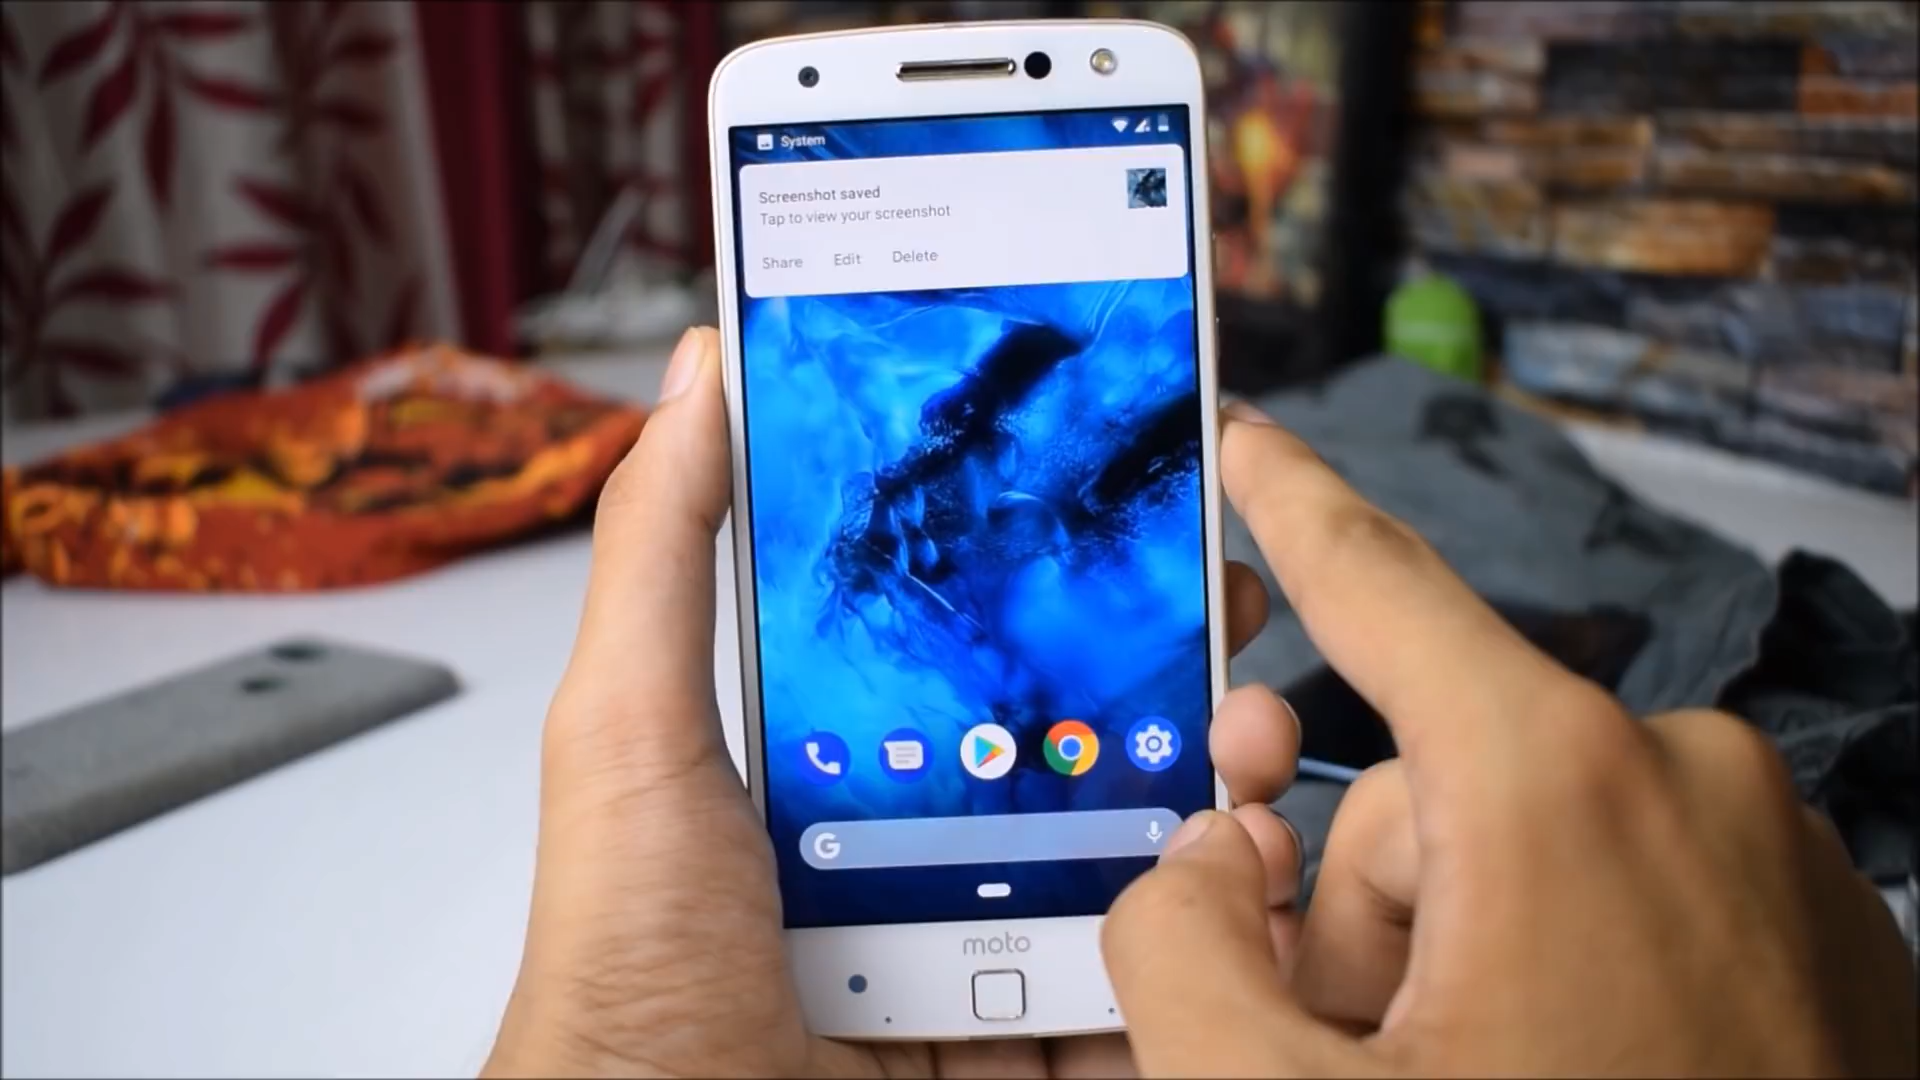 System
Screenshot saved
Tap to view your screenshot
Share Edit Delete
G
moto